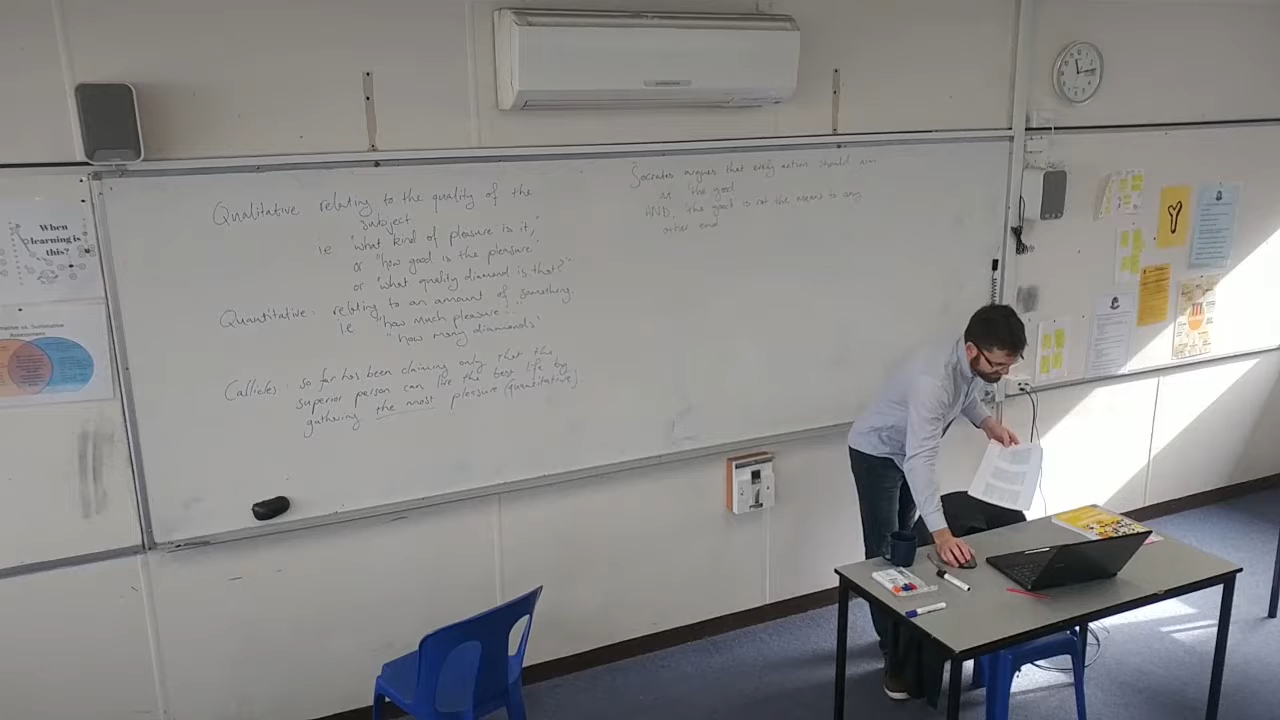 Qualitative relating to the quality of the
subject
ie "what kind of pleasure is it,"
or "how good is the pleasure".
or "what quality diamond is that?"
Quantitative: relating to an amount of something.
ie "how much pleasure".
"how many diamonds"
Callicles: so far has been claiming only that the
superior person can live the best life by
gathering the most pleasure (quantitative)
Socrates argues that every action should aim
at the good
AND, the good is not the means to any
other end
When
learning is
this?
Summative
Assessment